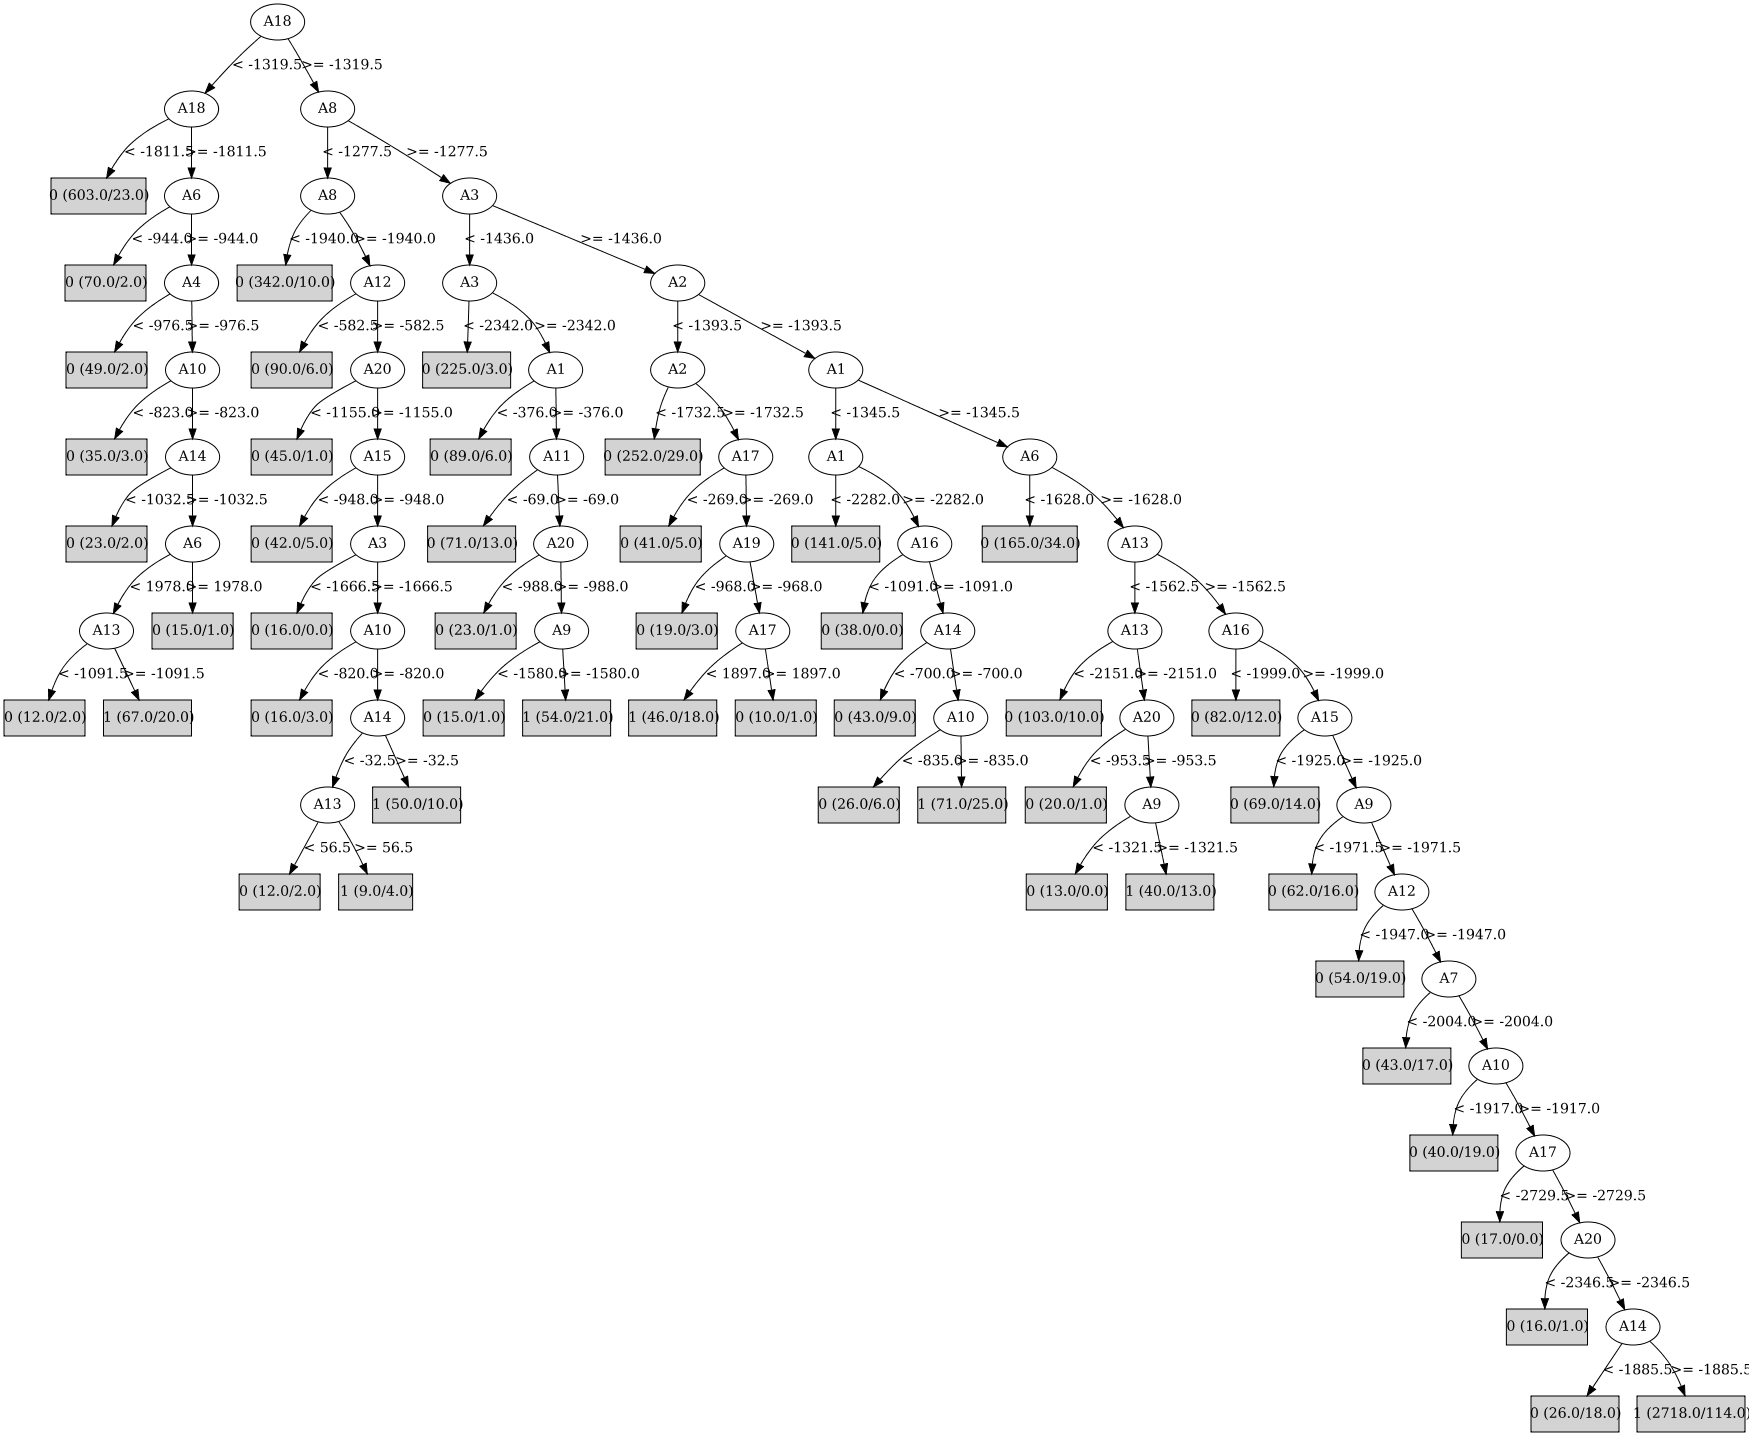 A18
< -1319.5 >= -1319.5
A18 A8
< -1811.5 >= -1811.5 < -1277.5 >= -1277.5
0 (603.0/23.0) A6 A8 A3
< -944.0 >= -944.0 < -1940.0 >= -1940.0 < -1436.0 >= -1436.0
0 (70.0/2.0) A4 0 (342.0/10.0) A12 A3 A2
< -976.5 >= -976.5 < -582.5 >= -582.5 < -2342.0 >= -2342.0 < -1393.5 >= -1393.5
0 (49.0/2.0) A10 0 (90.0/6.0) A20 0 (225.0/3.0) A1 A2 A1
< -823.0 >= -823.0 < -1155.0 >= -1155.0 < -376.0 >= -376.0 < -1732.5 >= -1732.5 < -1345.5 >= -1345.5
0 (35.0/3.0) A14 0 (45.0/1.0) A15 0 (89.0/6.0) A11 0 (252.0/29.0) A17 A1 A6
< -1032.5 >= -1032.5 < -948.0 >= -948.0 < -69.0 >= -69.0 < -269.0 >= -269.0 < -2282.0 >= -2282.0 < -1628.0 >= -1628.0
0 (23.0/2.0) A6 0 (42.0/5.0) A3 0 (71.0/13.0) A20 0 (41.0/5.0) A19 0 (141.0/5.0) A16 0 (165.0/34.0) A13
< 1978.0 >= 1978.0 < -1666.5 >= -1666.5 < -988.0 >= -988.0 < -968.0 >= -968.0 < -1091.0 >= -1091.0 < -1562.5 >= -1562.5
A13 0 (15.0/1.0) 0 (16.0/0.0) A10 0 (23.0/1.0) A9 0 (19.0/3.0) A17 0 (38.0/0.0) A14 A13 A16
< -1091.5 >= -1091.5 < -820.0 >= -820.0 < -1580.0 >= -1580.0 < 1897.0 >= 1897.0 < -700.0 >= -700.0 < -2151.0 >= -2151.0 < -1999.0 >= -1999.0
0 (12.0/2.0) 1 (67.0/20.0) 0 (16.0/3.0) A14 0 (15.0/1.0) 1 (54.0/21.0) 1 (46.0/18.0) 0 (10.0/1.0) 0 (43.0/9.0) A10 0 (103.0/10.0) A20 0 (82.0/12.0) A15
< -32.5 >= -32.5 < -835.0 >= -835.0 < -953.5 >= -953.5 < -1925.0 >= -1925.0
A13 1 (50.0/10.0) 0 (26.0/6.0) 1 (71.0/25.0) 0 (20.0/1.0) A9 0 (69.0/14.0) A9
< 56.5 >= 56.5 < -1321.5 >= -1321.5 < -1971.5 >= -1971.5
0 (12.0/2.0) 1 (9.0/4.0) 0 (13.0/0.0) 1 (40.0/13.0) 0 (62.0/16.0) A12
< -1947.0 >= -1947.0
0 (54.0/19.0) A7
< -2004.0 >= -2004.0
0 (43.0/17.0) A10
< -1917.0 >= -1917.0
0 (40.0/19.0) A17
< -2729.5 >= -2729.5
0 (17.0/0.0) A20
< -2346.5 >= -2346.5
0 (16.0/1.0) A14
< -1885.5 >= -1885.5
0 (26.0/18.0) 1 (2718.0/114.0)